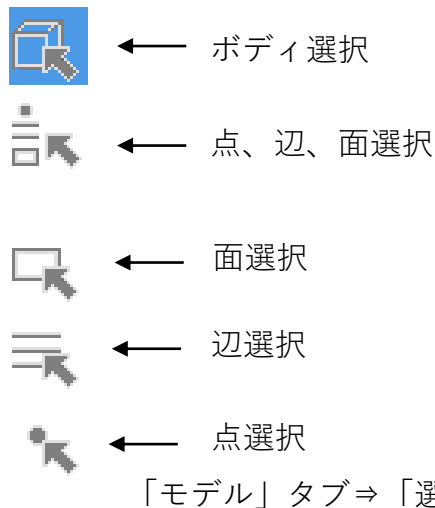 ボディ選択
点、辺、面選択
面選択
辺選択
点選択
「モデル」タブ⇒「選